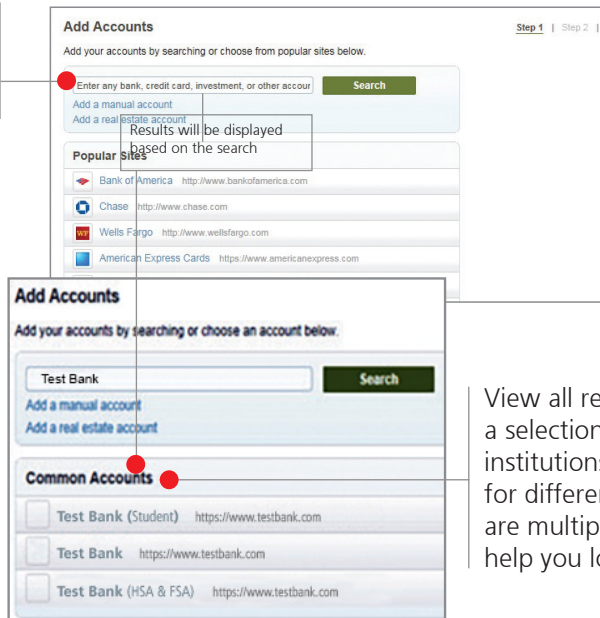 Add Accounts
Step 1 | Step 2 |
Add your accounts by searching or choose from popular sites below.
Enter any bank, credit card, investment, or other accour
Search
Add a manual account
Add a real estate account
Results will be displayed
based on the search
Popular Sites
Bank of America http://www.bankofamerica.com
Chase http://www.chase.com
WF
Wells Fargo http://www.wellsfargo.com
American Express Cards https://www.americanexpress.com
Add Accounts
Add your accounts by searching or choose an account below.
Test Bank
Search
Add a manual account
Add a real estate account
Common Accounts
Test Bank (Student) https://www.testbank.com
Test Bank https://www.testbank.com
Test Bank (HSA & FSA) https://www.testbank.com
View all re
a selection
institutions
for differe
are multip
help you lo